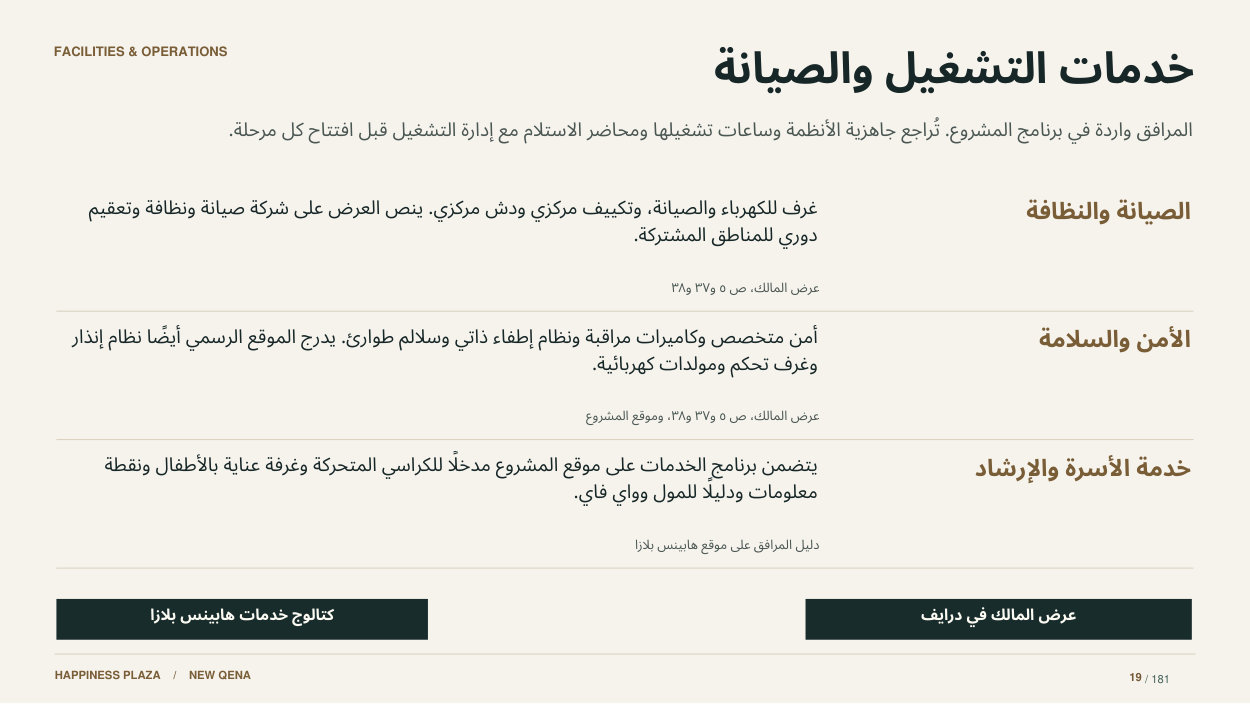 FACILITIES & OPERATIONS
خدمات التشغيل والصيانة
المرافق واردة في برنامج المشروع. تُراجع جاهزية الأنظمة وساعات تشغيلها ومحاضر الاستلام مع إدارة التشغيل قبل افتتاح كل مرحلة.
الصيانة والنظافة
غرف للكهرباء والصيانة، وتكييف مركزي ودش مركزي. ينص العرض على شركة صيانة ونظافة وتعقيم
دوري للمناطق المشتركة.
عرض المالك، ص ٥ و٣٧ و٣٨
الأمن والسلامة
أمن متخصص وكاميرات مراقبة ونظام إطفاء ذاتي وسلالم طوارئ. يدرج الموقع الرسمي أيضًا نظام إنذار
وغرف تحكم ومولدات كهربائية.
عرض المالك، ص ٥ و٣٧ و٣٨، وموقع المشروع
خدمة الأسرة والإرشاد
يتضمن برنامج الخدمات على موقع المشروع مدخلًا للكراسي المتحركة وغرفة عناية بالأطفال ونقطة
معلومات ودليلًا للمول وواي فاي.
دليل المرافق على موقع هابينس بلازا
عرض المالك في درايف
كتالوج خدمات هابينس بلازا
HAPPINESS PLAZA / NEW QENA
19 / 181